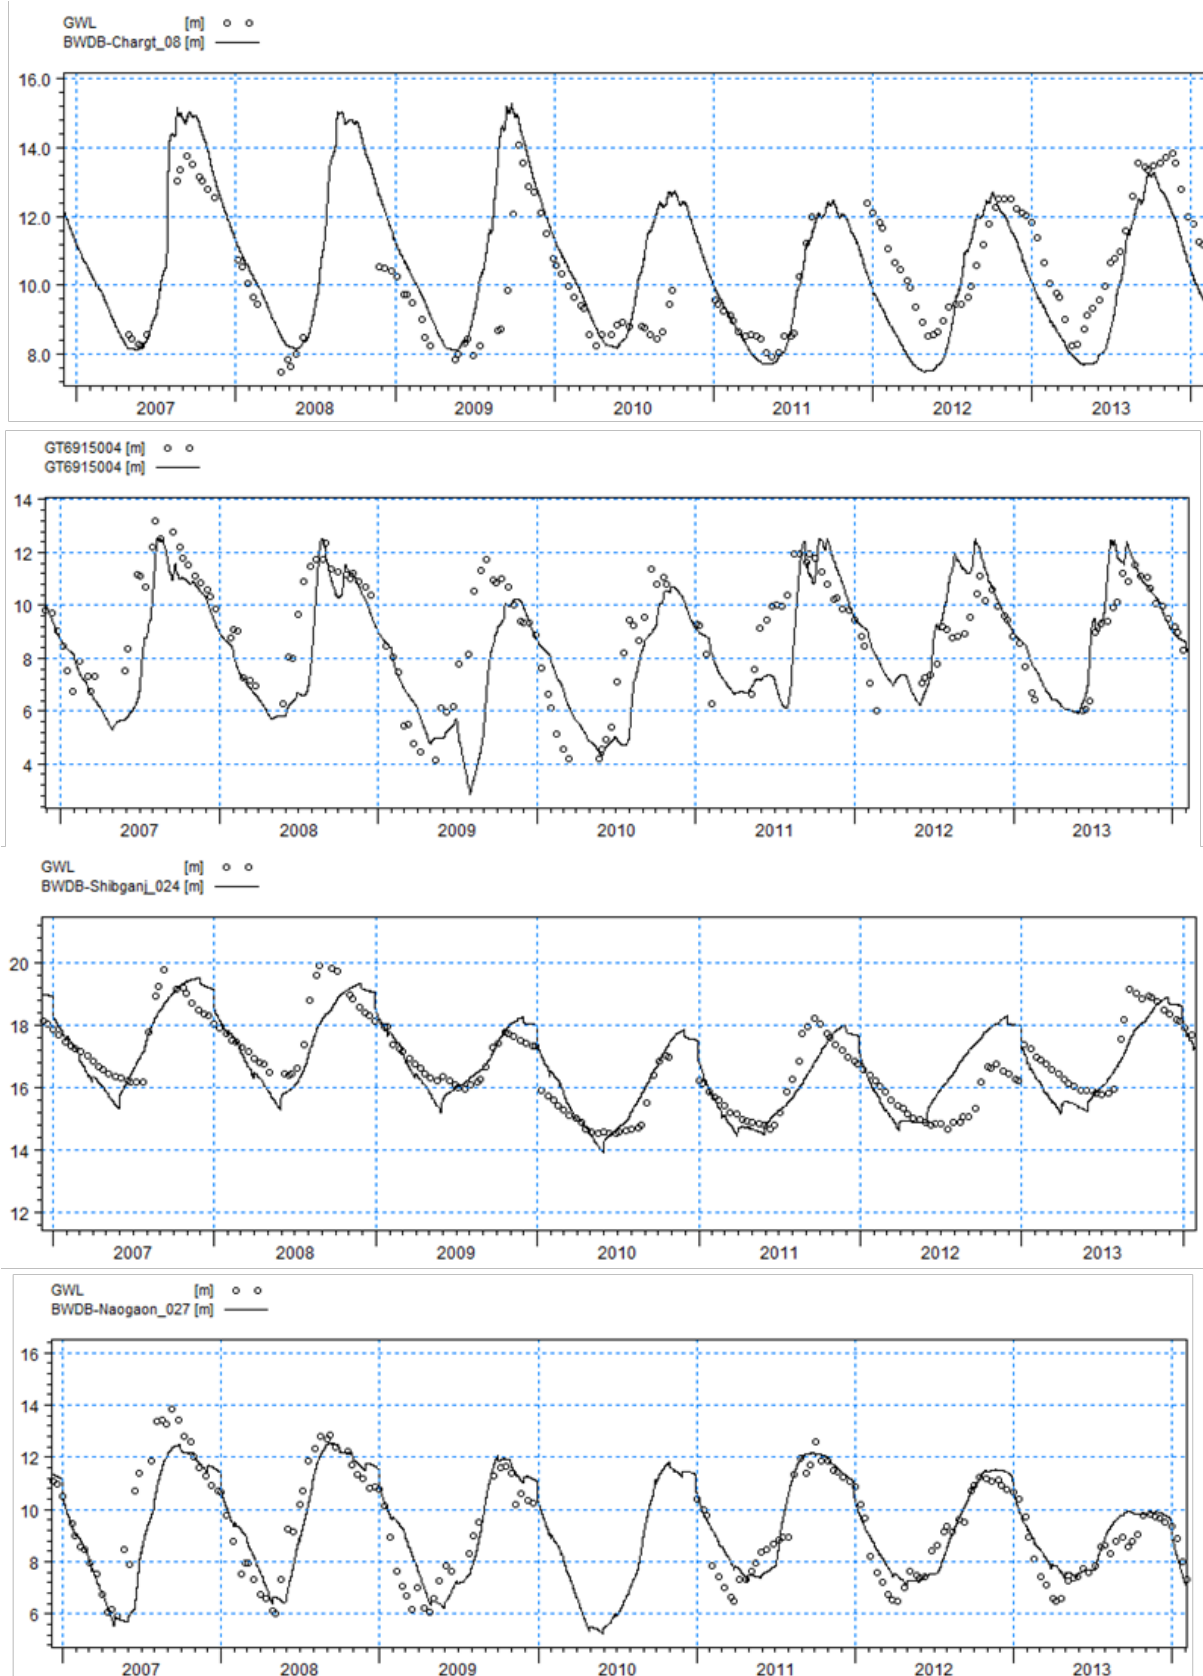 GWL [m]
BWDB-Chargt_08 [m]
16.0
14.0
12.0
10.0
8.0
2007 2008 2009 2010 2011 2012 2013
GT6915004 [m]
GT6915004 [m]
14
12
10
8
6
4
2007 2008 2009 2010 2011 2012 2013
GWL [m]
BWDB-Shibganj_024 [m]
20
18
16
14
12
2007 2008 2009 2010 2011 2012 2013
GWL [m]
BWDB-Naogaon_027 [m]
16
14
12
10
8
6
2007 2008 2009 2010 2011 2012 2013